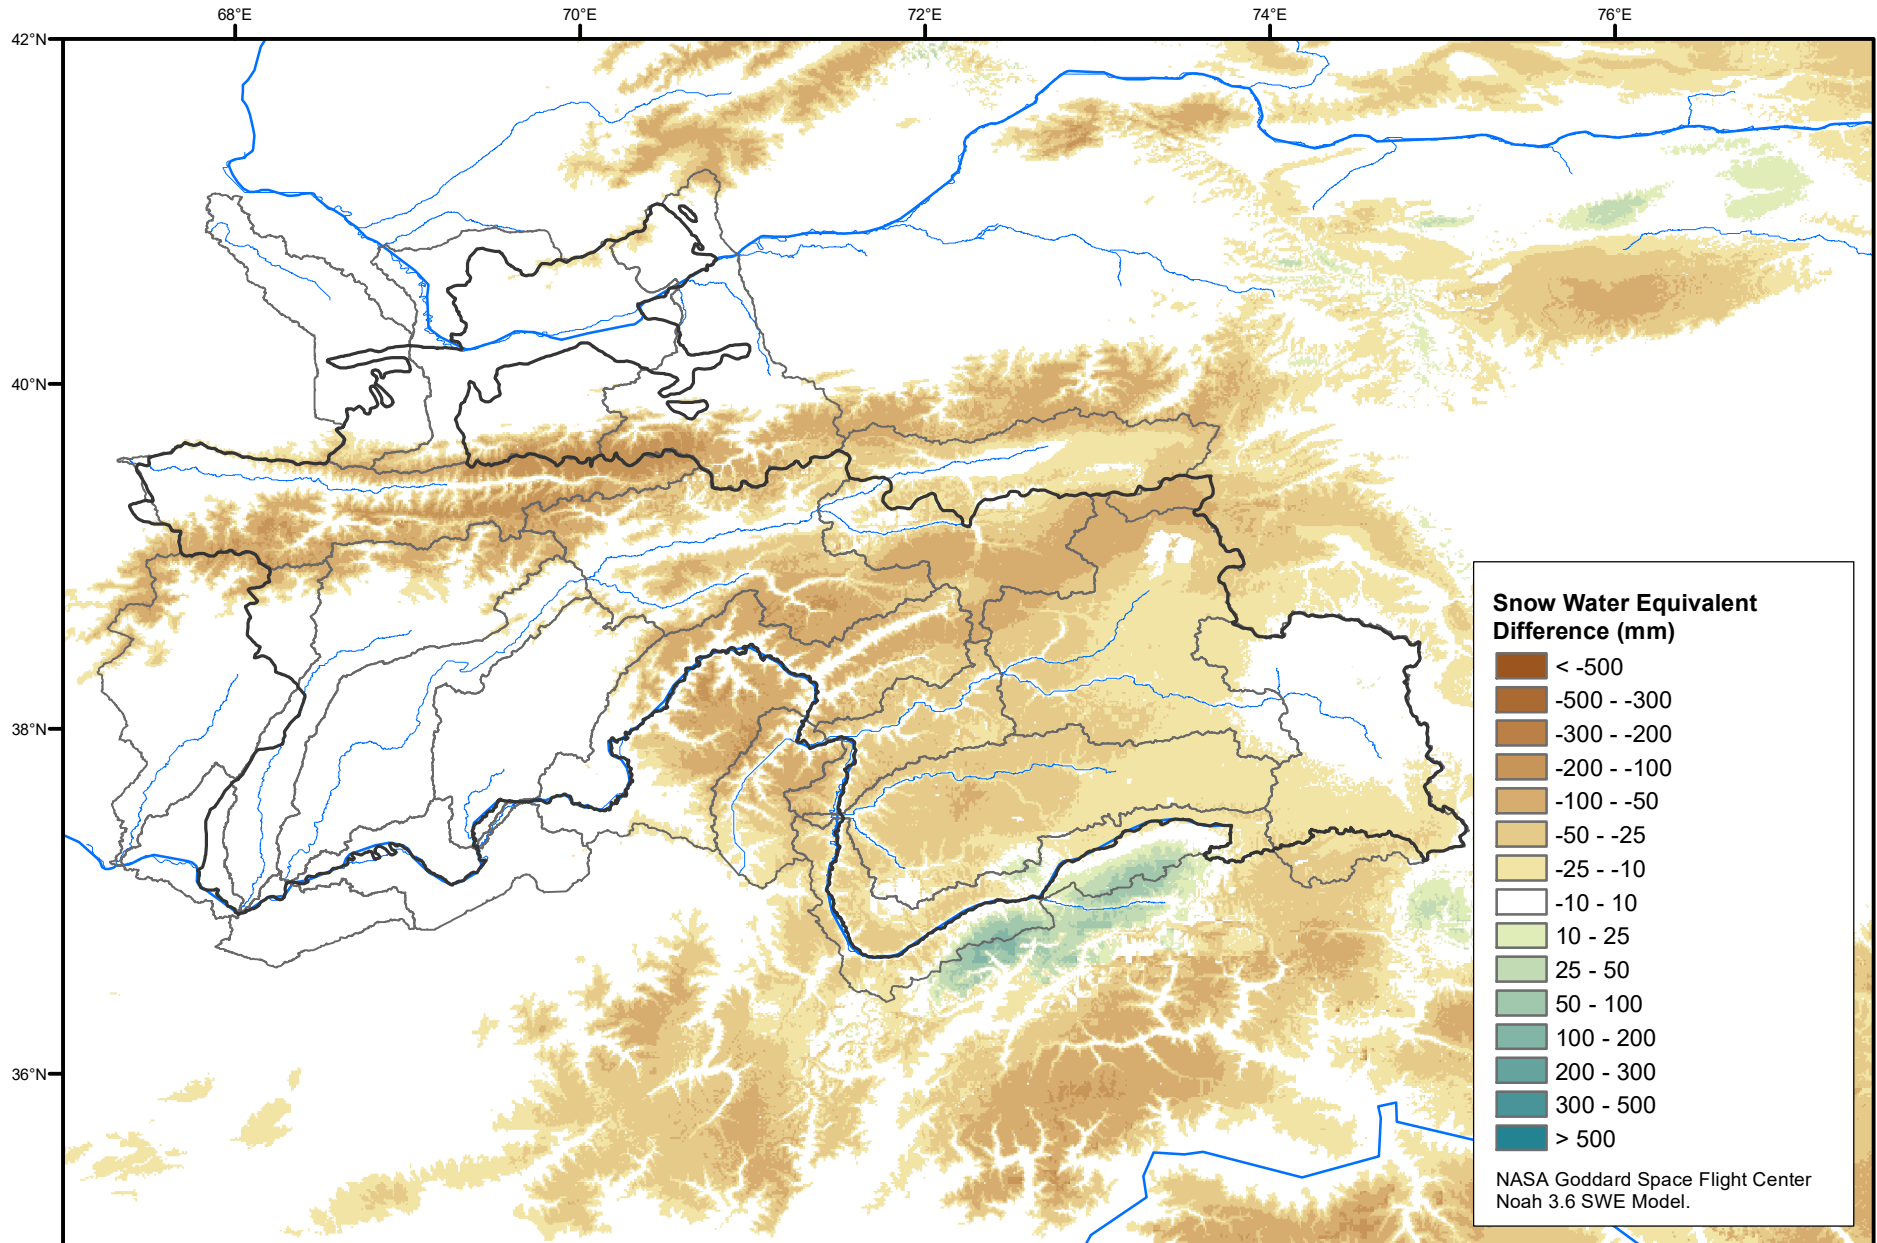 68°E
70°E
72°E
74°E
76°E
42°N
40°N
38°N
36°N
Snow Water Equivalent
Difference (mm)
< -500
-500 - -300
-300 - -200
-200 - -100
-100 - -50
-50 - -25
-25 - -10
-10 - 10
10 - 25
25 - 50
50 - 100
100 - 200
200 - 300
300 - 500
> 500
NASA Goddard Space Flight Center
Noah 3.6 SWE Model.